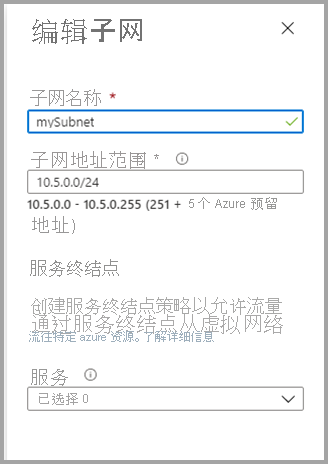 编辑子网
子网名称 *
mySubnet
子网地址范围 *
10.5.0.0/24
10.5.0.0 - 10.5.0.255 (251 + 5个 Azure 预留
地址)
服务终结点
创建服务终结点策略以允许流量
通过服务终结点从虚拟网络
流往特定 azure 资源。了解详细信息
服务
已选择 0